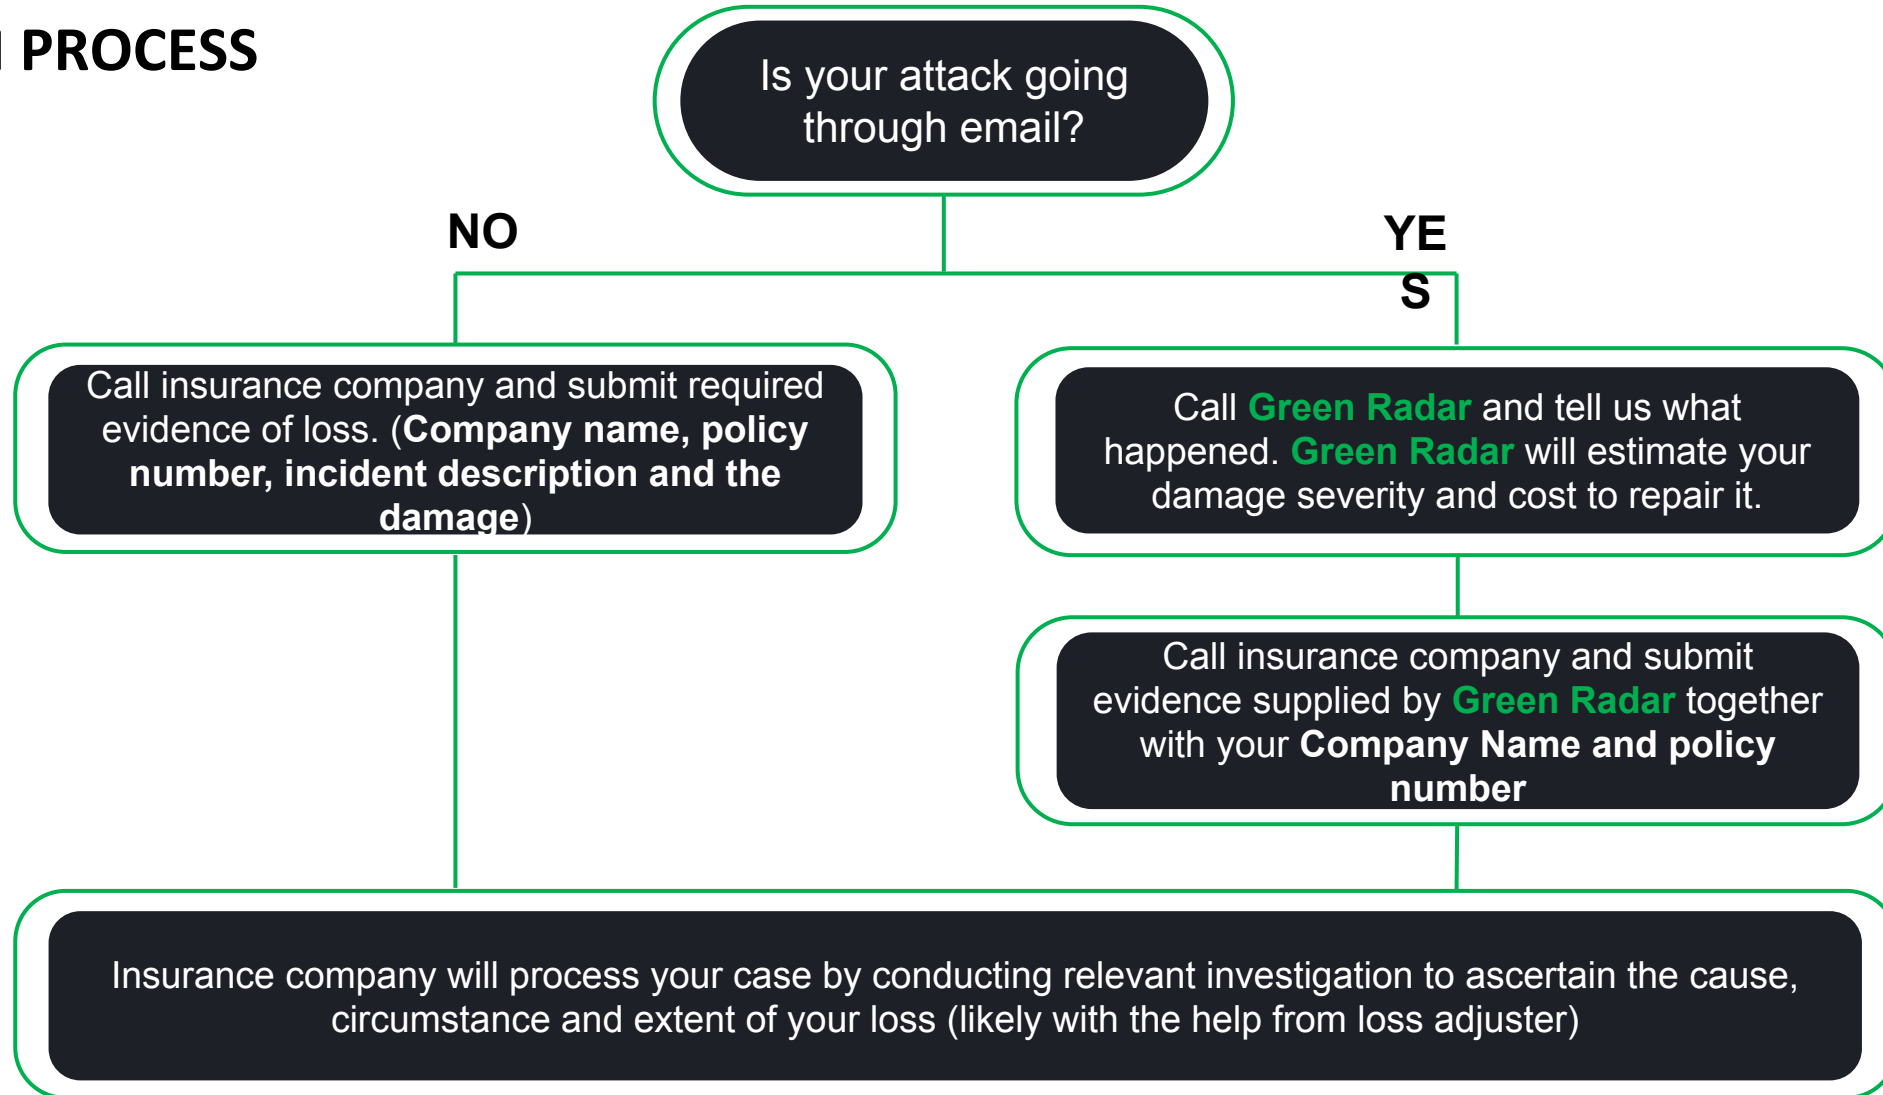 PROCESS
Is your attack going
through email?
NO
YE
S
Call insurance company and submit required
evidence of loss. (Company name, policy
number, incident description and the
damage)
Call Green Radar and tell us what
happened. Green Radar will estimate your
damage severity and cost to repair it.
Call insurance company and submit
evidence supplied by Green Radar together
with your Company Name and policy
number
Insurance company will process your case by conducting relevant investigation to ascertain the cause,
circumstance and extent of your loss (likely with the help from loss adjuster)